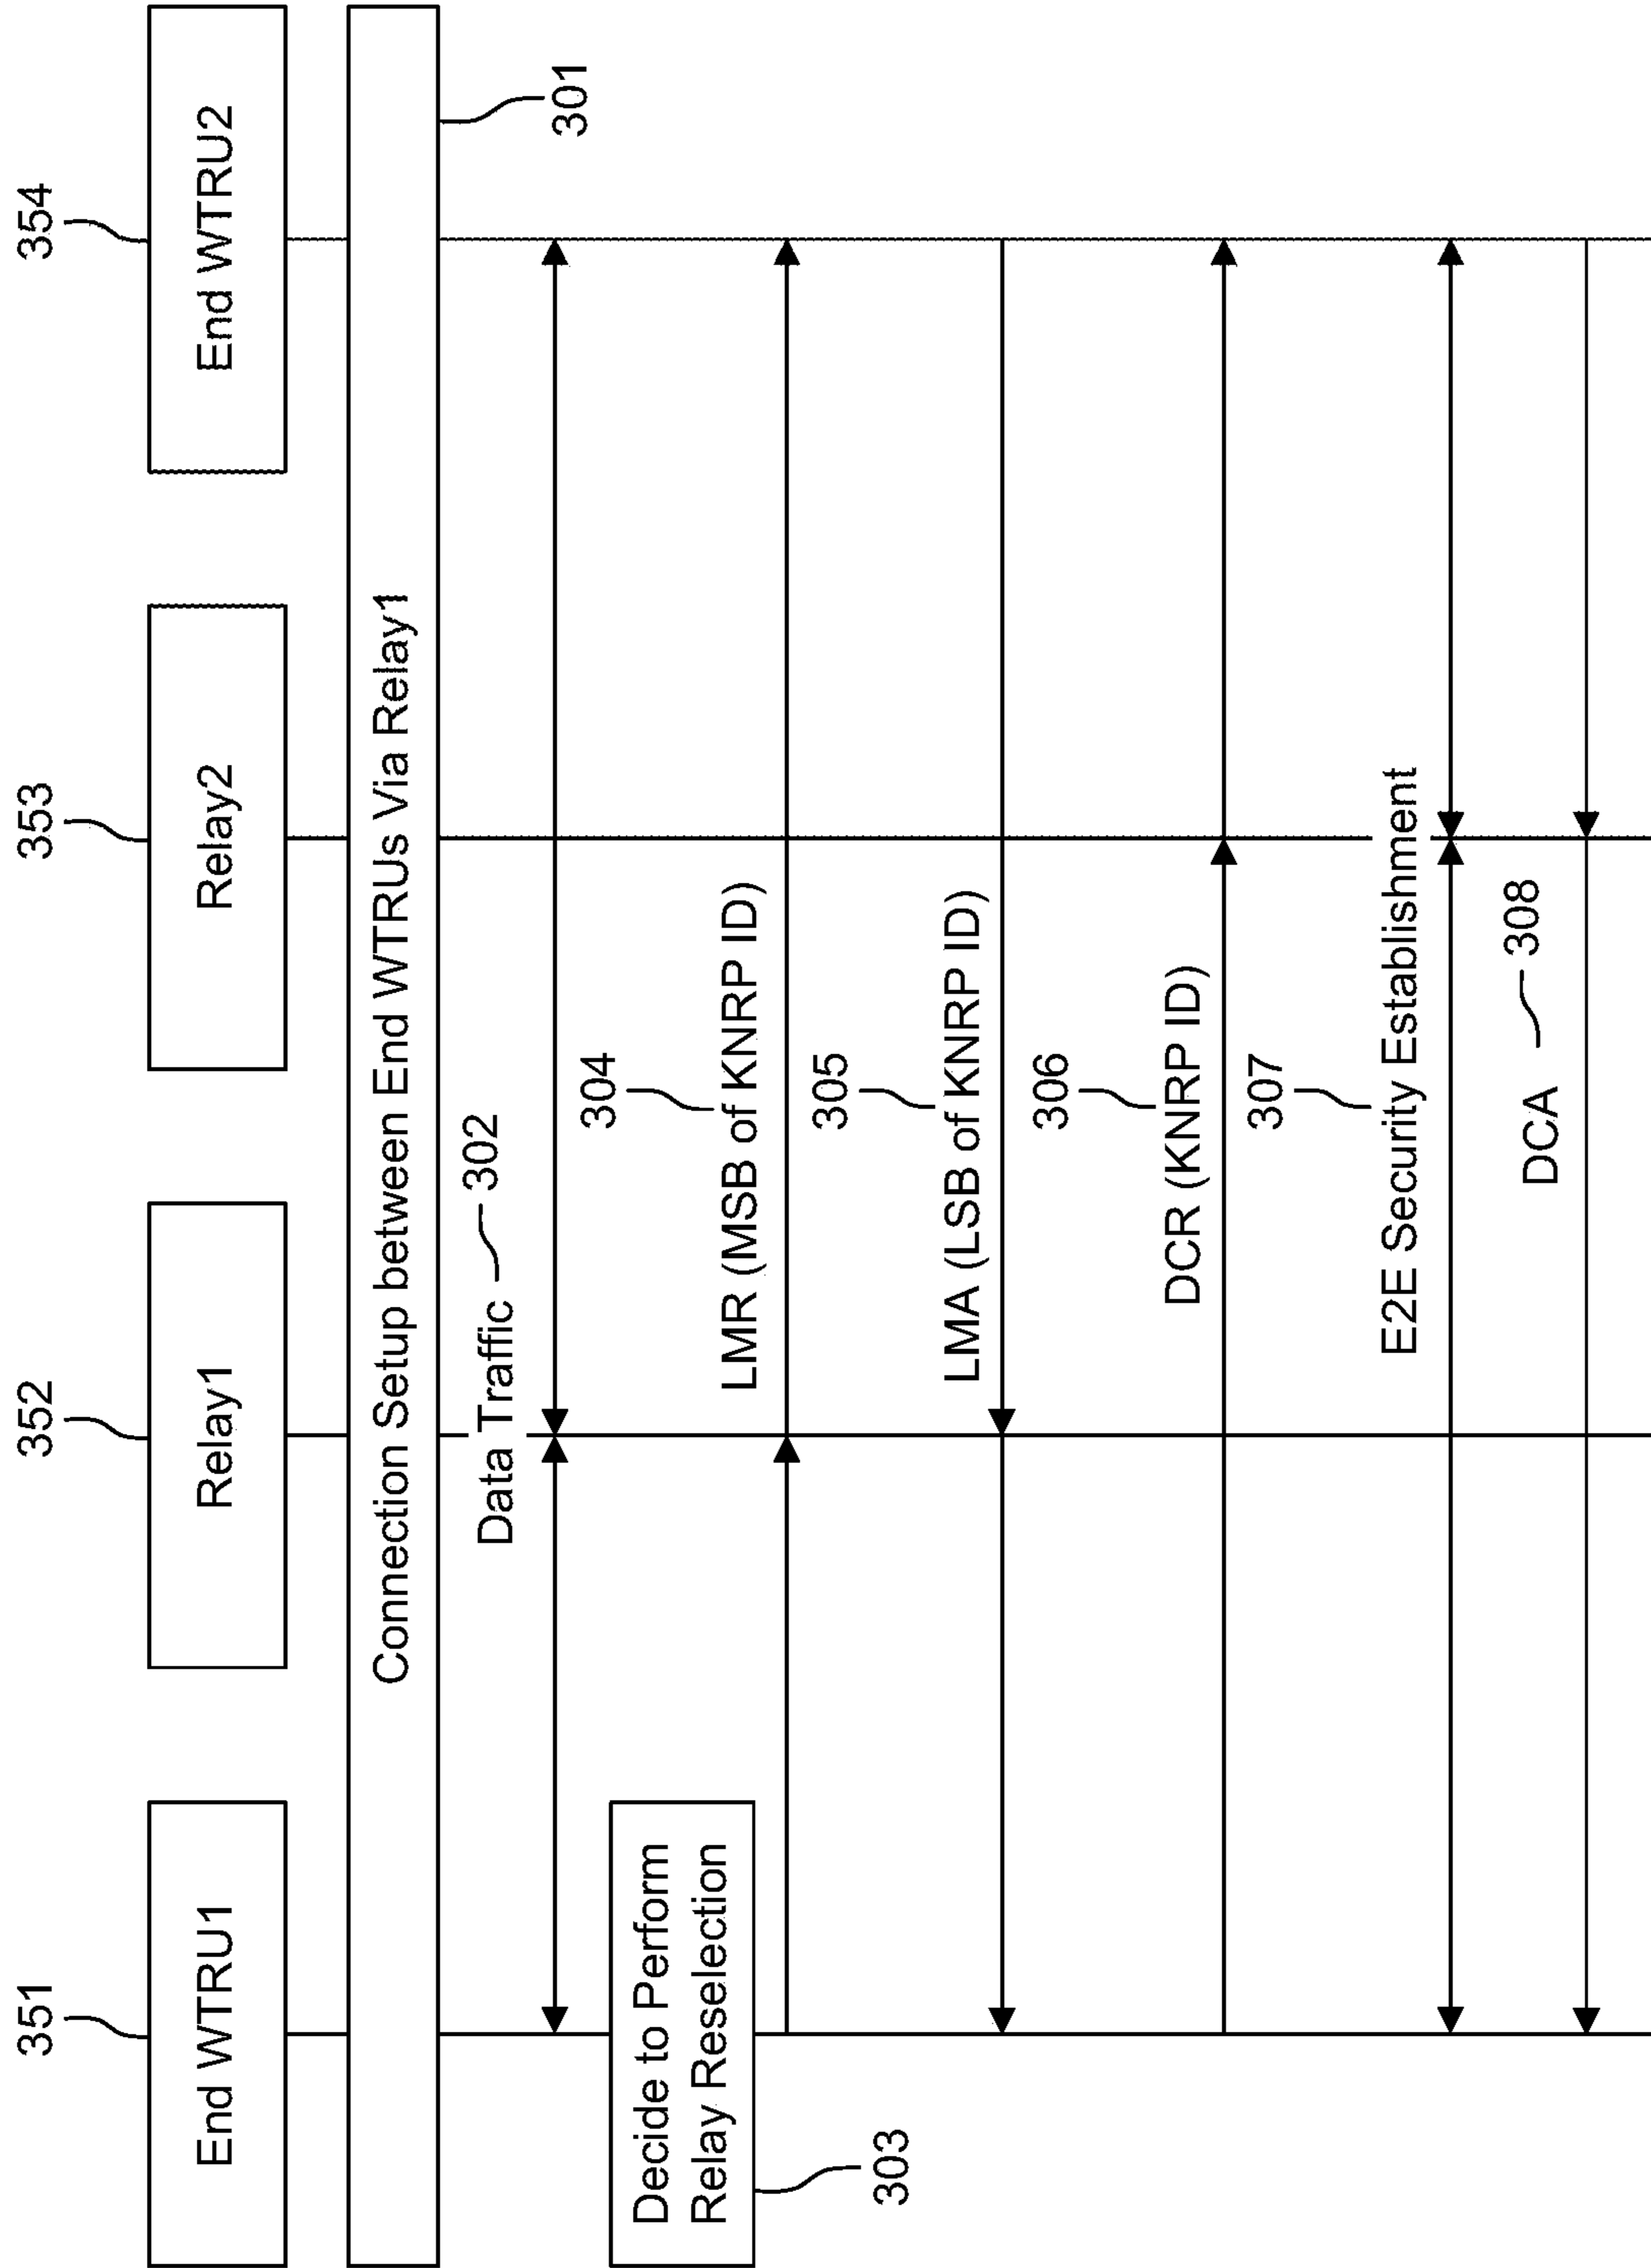 351
352
353
354
End WTRU1
Relay1
Relay2
End WTRU2
Connection Setup between End WTRUs Via Relay1
301
Data Traffic
302
Decide to Perform
Relay Reselection
303
304
LMR (MSB of KNRP ID)
305
LMA (LSB of KNRP ID)
306
DCR (KNRP ID)
307
E2E Security Establishment
DCA
308